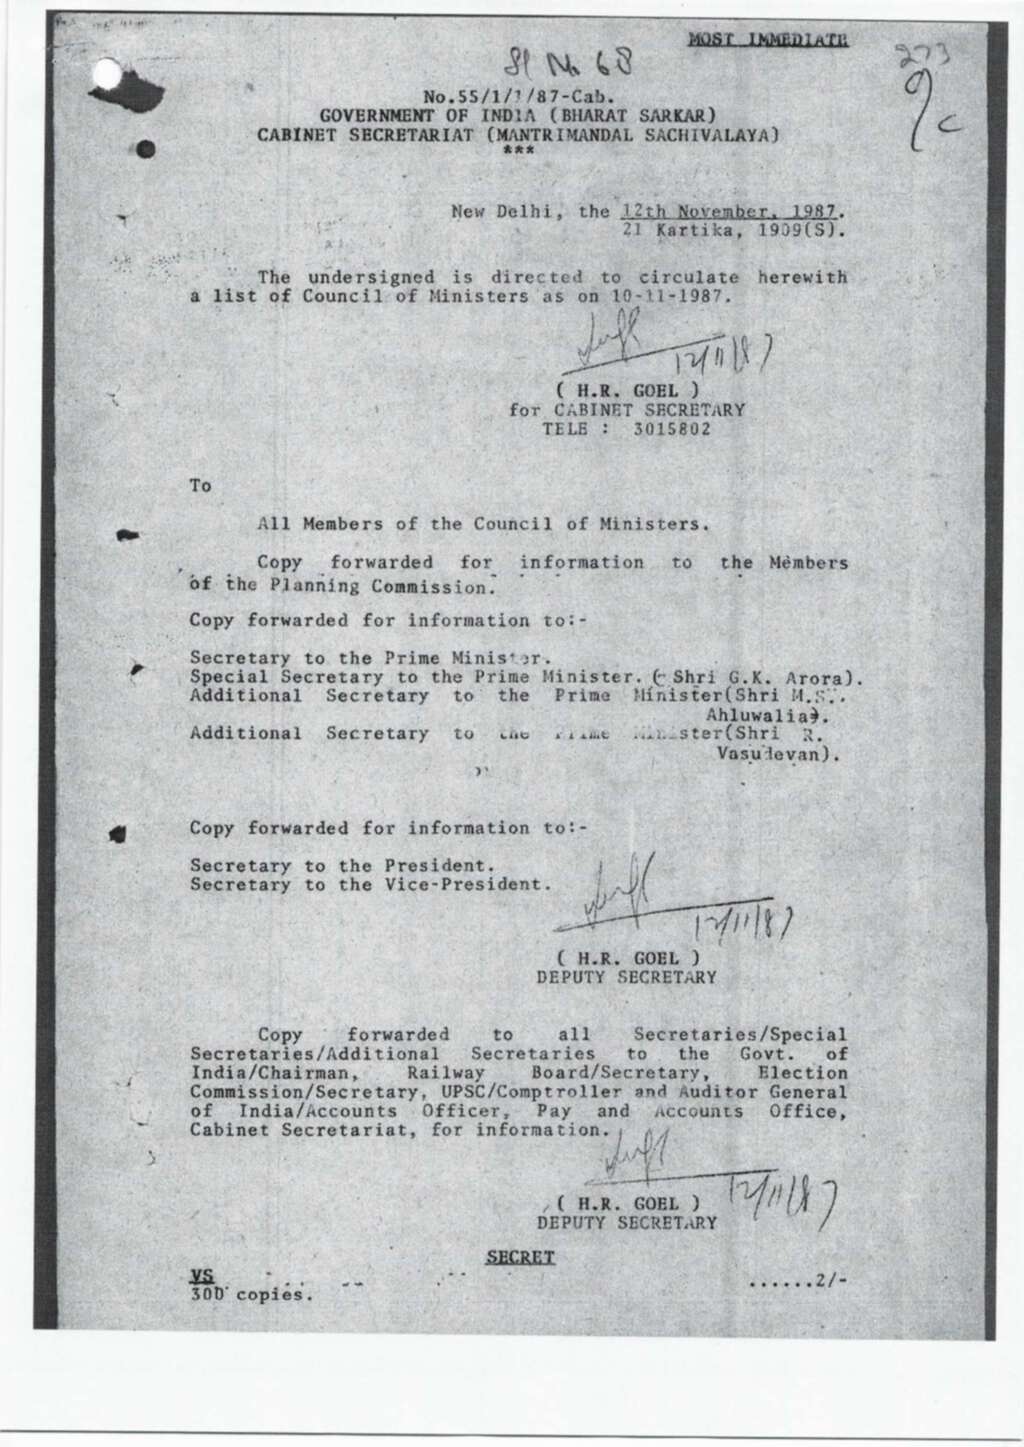 MOST IMMEDIATE
Sl No 68
273
9/c
No.55/1/1/87-Cab.
GOVERNMENT OF INDIA (BHARAT SARKAR)
CABINET SECRETARIAT (MANTRIMANDAL SACHIVALAYA)
***
New Delhi, the 12th November, 1987.
21 Kartika, 1909(S).
The undersigned is directed to circulate herewith
a list of Council of Ministers as on 10-11-1987.
12/11/87
( H.R. GOEL )
for CABINET SECRETARY
TELE : 3015802
To
All Members of the Council of Ministers.
Copy forwarded for information to the Members
of the Planning Commission.
Copy forwarded for information to:-
Secretary to the Prime Minister.
Special Secretary to the Prime Minister. ( Shri G.K. Arora).
Additional Secretary to the Prime Minister(Shri M.S.
Ahluwalia).
Additional Secretary to the Prime Minister(Shri R.
Vasudevan).
Copy forwarded for information to:-
Secretary to the President.
Secretary to the Vice-President.
12/11/87
( H.R. GOEL )
DEPUTY SECRETARY
Copy forwarded to all Secretaries/Special
Secretaries/Additional Secretaries to the Govt. of
India/Chairman, Railway Board/Secretary, Election
Commission/Secretary, UPSC/Comptroller and Auditor General
of India/Accounts Officer, Pay and Accounts Office,
Cabinet Secretariat, for information.
12/11/87
( H.R. GOEL )
DEPUTY SECRETARY
SECRET
VS
300 copies.
......2/-